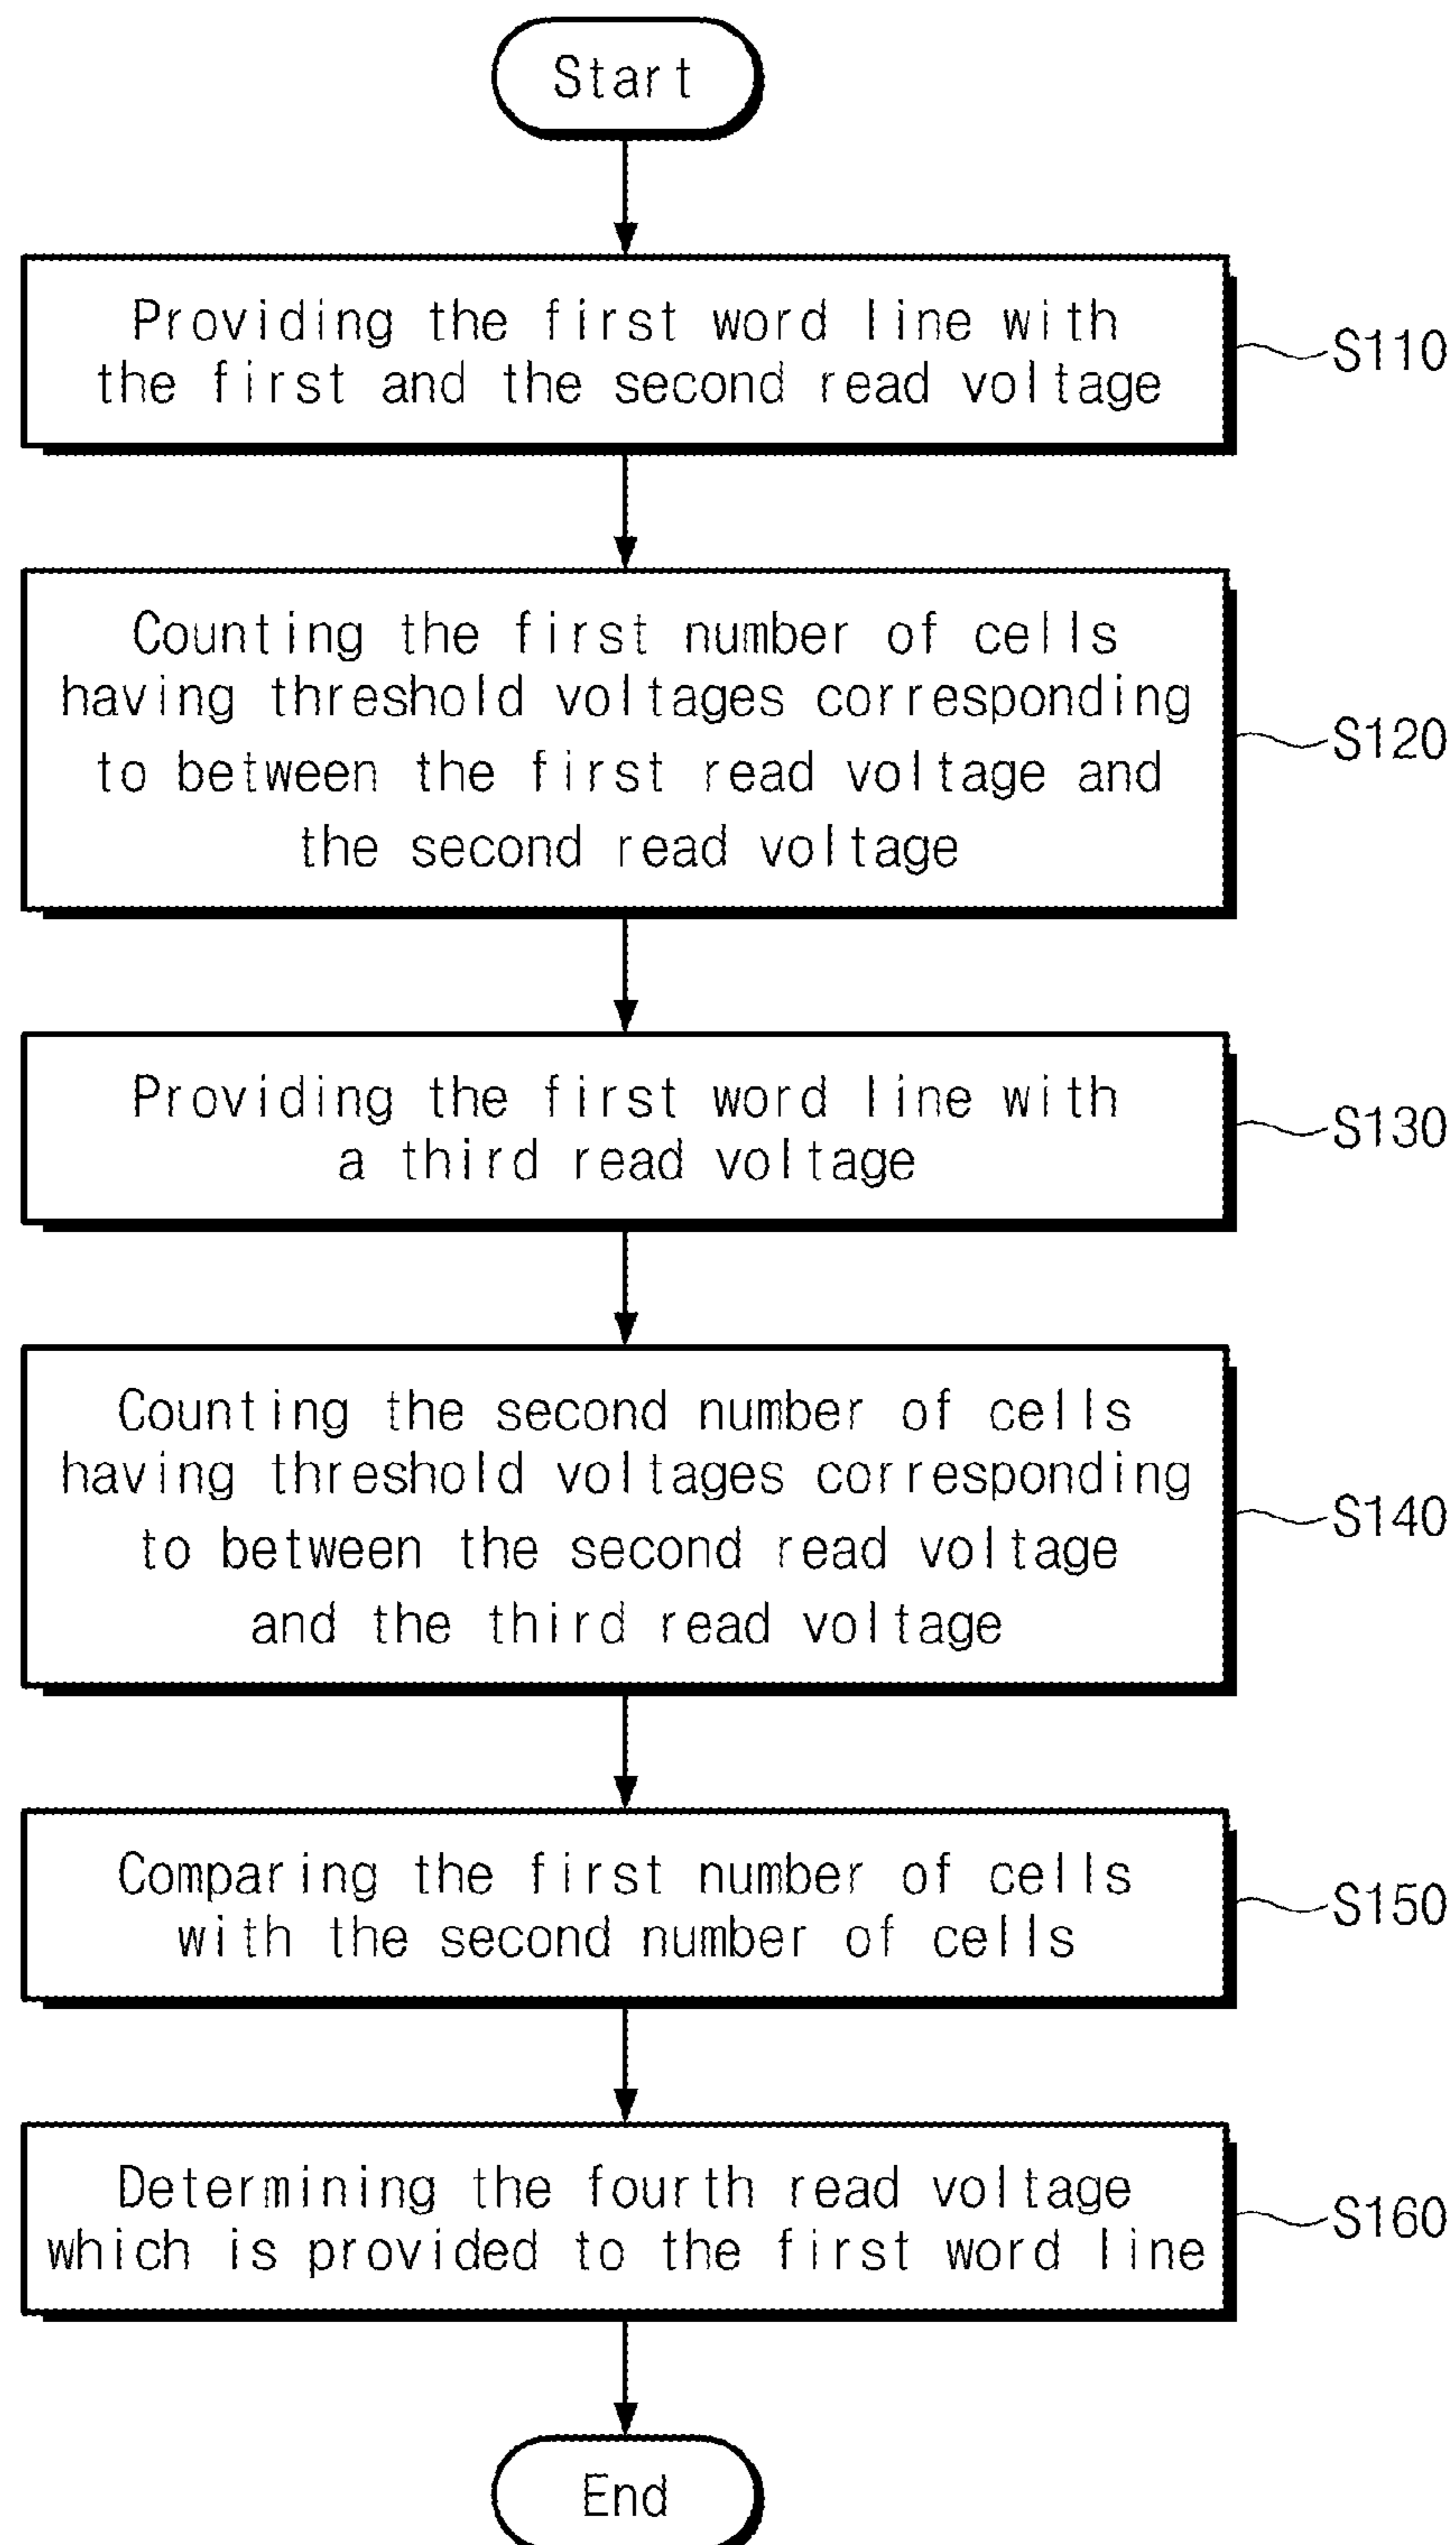 Start
Providing the first word line with
the first and the second read voltage
S110
Counting the first number of cells
having threshold voltages corresponding
to between the first read voltage and
the second read voltage
S120
Providing the first word line with
a third read voltage
S130
Counting the second number of cells
having threshold voltages corresponding
to between the second read voltage
and the third read voltage
S140
Comparing the first number of cells
with the second number of cells
S150
Determining the fourth read voltage
which is provided to the first word line
S160
End